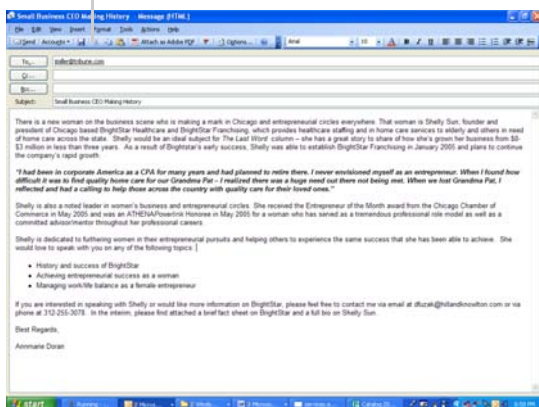 Small Business CEO Making History - Message (HTML)
File Edit View Insert Format Tools Actions Help
Send Accounts Attach as Adobe PDF Options... Arial 10 A B I U
To...
Cc...
Bcc...
Subject: Small Business CEO Making History
There is a new woman on the business scene who is making a mark in Chicago and entrepreneurial circles everywhere. That woman is Shelly Sun, founder and
president of Chicago based BrightStar Healthcare and BrightStar Franchising, which provides healthcare staffing and in home care services to elderly and others in need
of home care across the state. Shelly would be an ideal subject for The Last Word column – she has a great story to share of how she's grown her business from $0-
$3 million in less than three years. As a result of Brightstar's early success, Shelly was able to establish BrightStar Franchising in January 2005 and plans to continue
the company's rapid growth.
"I had been in corporate America as a CPA for many years and had planned to retire there. I never envisioned myself as an entrepreneur. When I found how
difficult it was to find quality home care for our Grandma Pat – I realized there was a huge need out there not being met. When we lost Grandma Pat, I
reflected and had a calling to help those across the country with quality care for their loved ones."
Shelly is also a noted leader in women's business and entrepreneurial circles. She received the Entrepreneur of the Month award from the Chicago Chamber of
Commerce in May 2005 and was an ATHENAPowerlink Honoree in May 2005 for a woman who has served as a tremendous professional role model as well as a
committed advisor/mentor throughout her professional careers.
Shelly is dedicated to furthering women in their entrepreneurial pursuits and helping others to experience the same success that she has been able to achieve. She
would love to speak with you on any of the following topics:
• History and success of BrightStar
• Achieving entrepreneurial success as a woman
• Managing work/life balance as a female entrepreneur
If you are interested in speaking with Shelly or would like more information on BrightStar, please feel free to contact me via email at dfuzak@hillandknowlton.com or via
phone at 312-255-3078. In the interim, please find attached a brief fact sheet on BrightStar and a full bio on Shelly Sun.
Best Regards,
Annmarie Doran
start